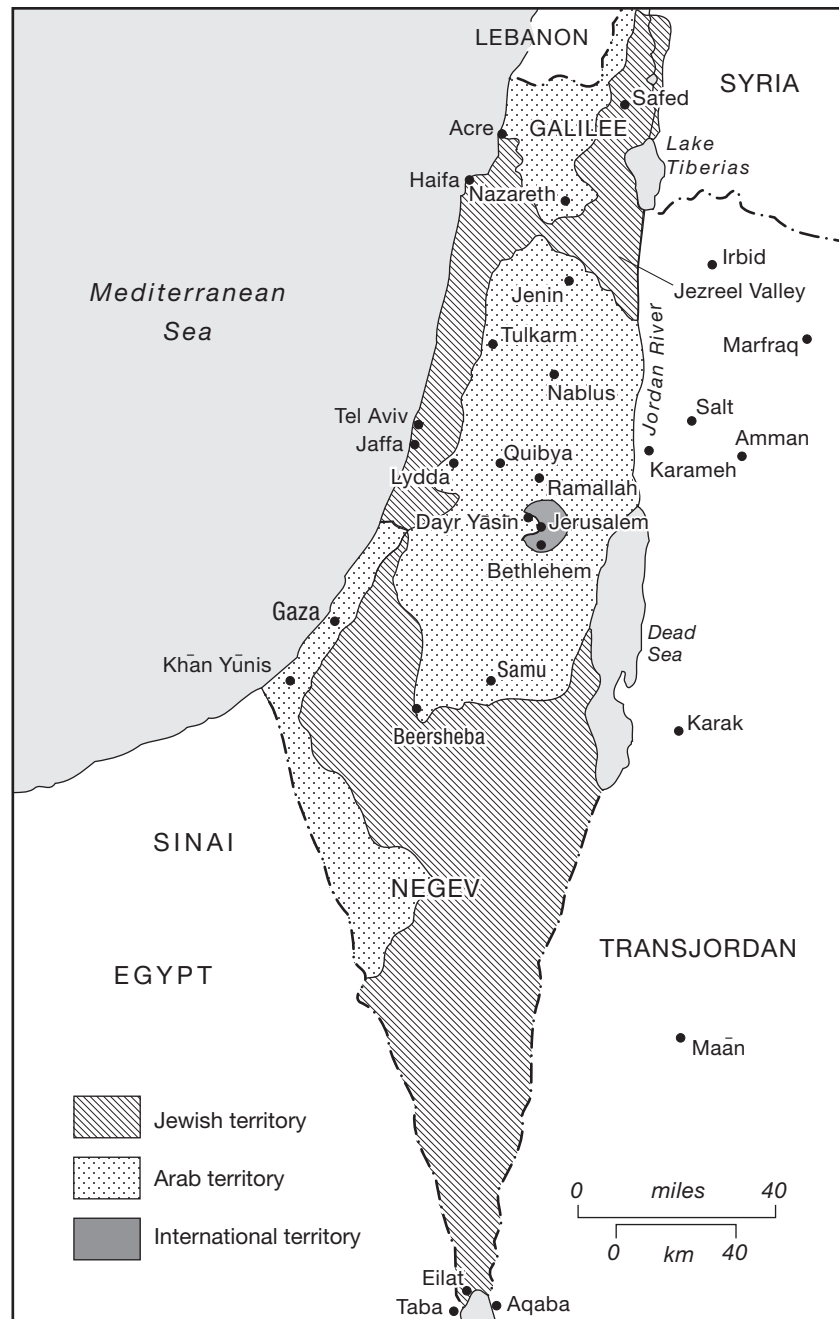 LEBANON
SYRIA
Safed
Acre
GALILEE
Lake
Tiberias
Haifa
Nazareth
Irbid
Mediterranean
Sea
Jenin
Jezreel Valley
Tulkarm
Marfraq
Jordan River
Nablus
Salt
Tel Aviv
Jaffa
Amman
Quibya
Lydda
Karameh
Ramallah
Dayr Yāsīn
Jerusalem
Bethlehem
Gaza
Dead
Sea
Khān Yūnis
Samu
Beersheba
Karak
SINAI
NEGEV
TRANSJORDAN
EGYPT
Maān
Jewish territory
Arab territory
International territory
0 miles 40
0 km 40
Eilat
Taba
Aqaba